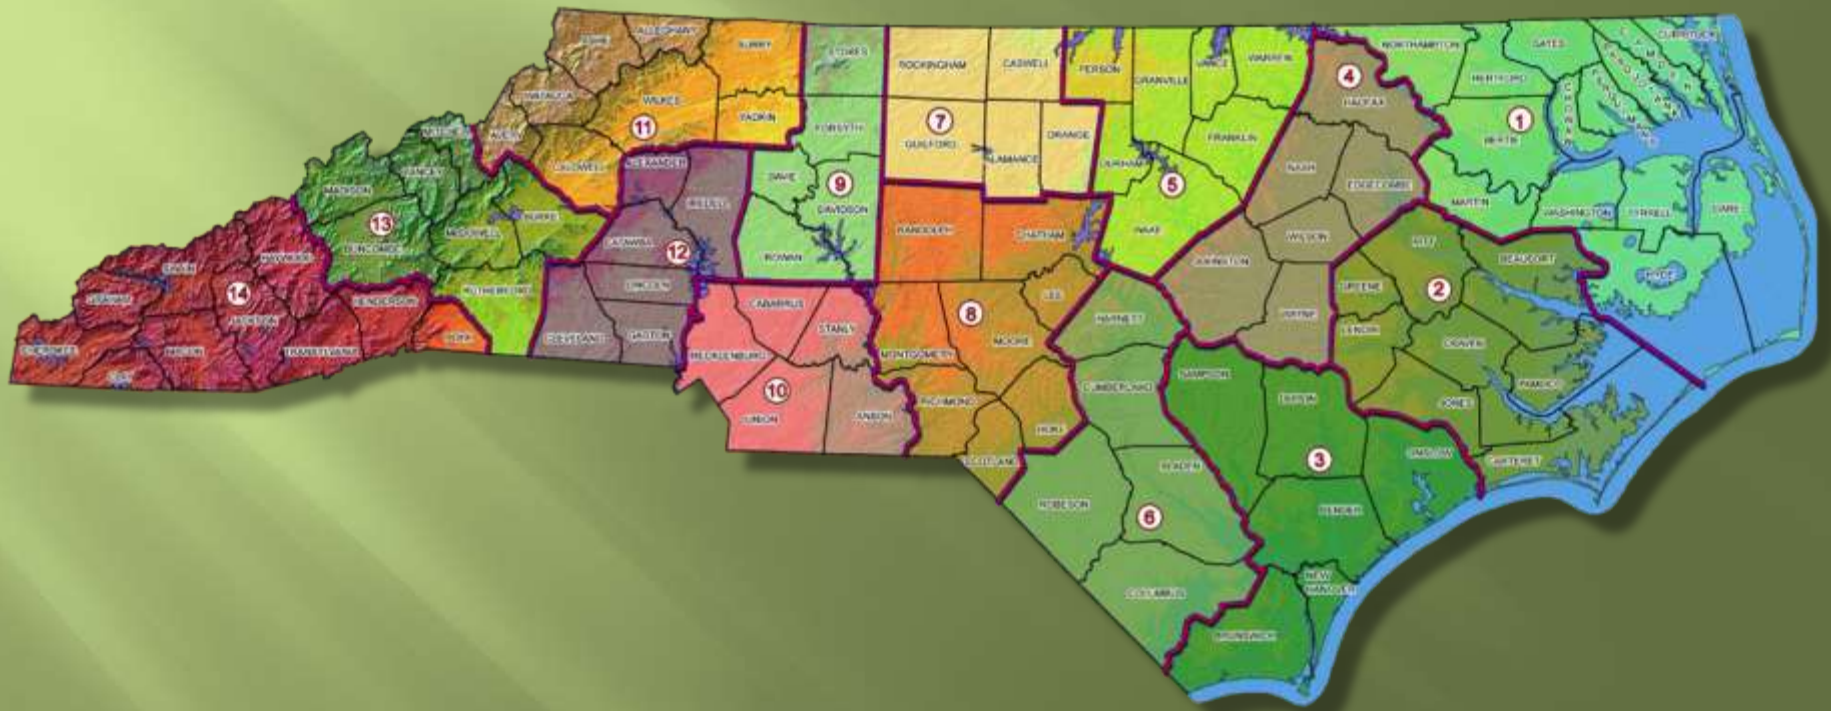 ASHE
ALLEGHANY
SURRY
STOKES
ROCKINGHAM
CASWELL
PERSON
GRANVILLE
VANCE
WARREN
4
HALIFAX
NORTHAMPTON
GATES
HERTFORD
CAMDEN
CURRITUCK
PASQUOTANK
PERQUIMANS
CHOWAN
1
BERTIE
WATAUGA
WILKES
11
YADKIN
FORSYTH
7
GUILFORD
ALAMANCE
ORANGE
DURHAM
FRANKLIN
NASH
EDGECOMBE
MARTIN
WASHINGTON
TYRRELL
DARE
MITCHELL
AVERY
CALDWELL
ALEXANDER
IREDELL
DAVIE
9
DAVIDSON
5
WAKE
WILSON
MADISON
YANCEY
13
BUNCOMBE
MCDOWELL
BURKE
CATAWBA
12
ROWAN
RANDOLPH
CHATHAM
JOHNSTON
PITT
BEAUFORT
HYDE
SWAIN
HAYWOOD
GRAHAM
14
JACKSON
HENDERSON
RUTHERFORD
LINCOLN
CABARRUS
LEE
8
MOORE
HARNETT
WAYNE
GREENE
2
LENOIR
CRAVEN
PAMLICO
CHEROKEE
MACON
CLAY
TRANSYLVANIA
POLK
CLEVELAND
GASTON
MECKLENBURG
STANLY
MONTGOMERY
10
UNION
ANSON
RICHMOND
HOKE
SCOTLAND
CUMBERLAND
SAMPSON
DUPLIN
JONES
CARTERET
ONSLOW
3
PENDER
BLADEN
ROBESON
6
COLUMBUS
NEW
HANOVER
BRUNSWICK